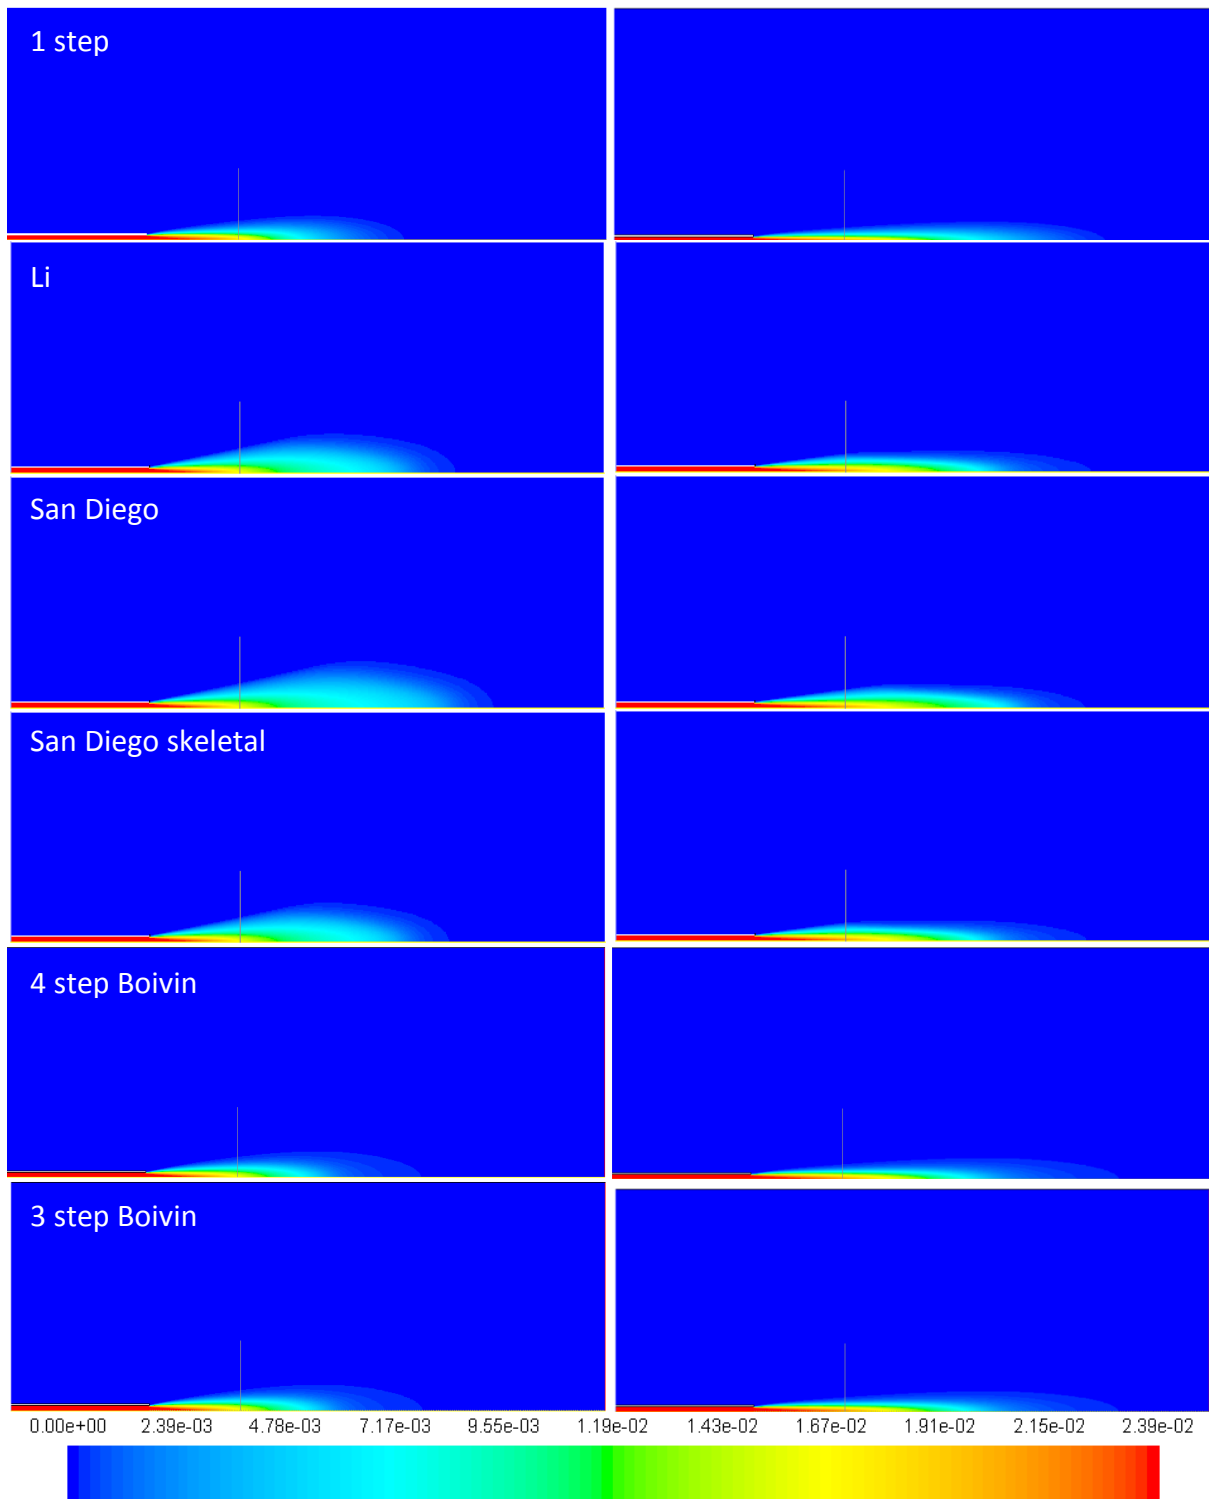 1 step
Li
San Diego
San Diego skeletal
4 step Boivin
3 step Boivin
0.00e+00 2.39e-03 4.78e-03 7.17e-03 9.55e-03 1.19e-02 1.43e-02 1.67e-02 1.91e-02 2.15e-02 2.39e-02